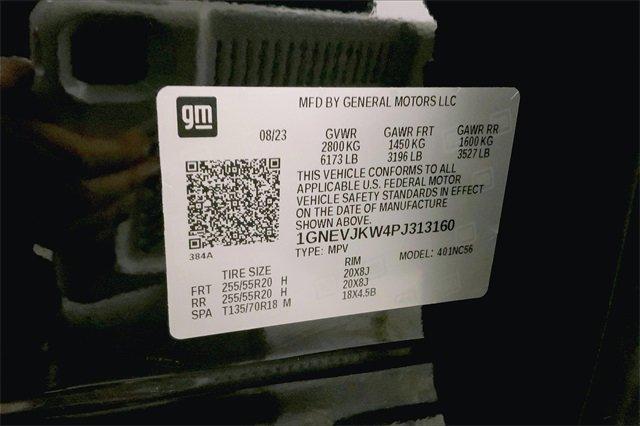 gm
MFD BY GENERAL MOTORS LLC
08/23 GVWR GAWR FRT GAWR RR
2800 KG 1450 KG 1600 KG
6173 LB 3196 LB 3527 LB
THIS VEHICLE CONFORMS TO ALL
APPLICABLE U.S. FEDERAL MOTOR
VEHICLE SAFETY STANDARDS IN EFFECT
ON THE DATE OF MANUFACTURE
SHOWN ABOVE.
1GNEVJKW4PJ313160
384A
TYPE: MPV MODEL: 401NC56
TIRE SIZE RIM
FRT 255/55R20 H 20X8J
RR 255/55R20 H 20X8J
SPA T135/70R18 M 18X4.5B